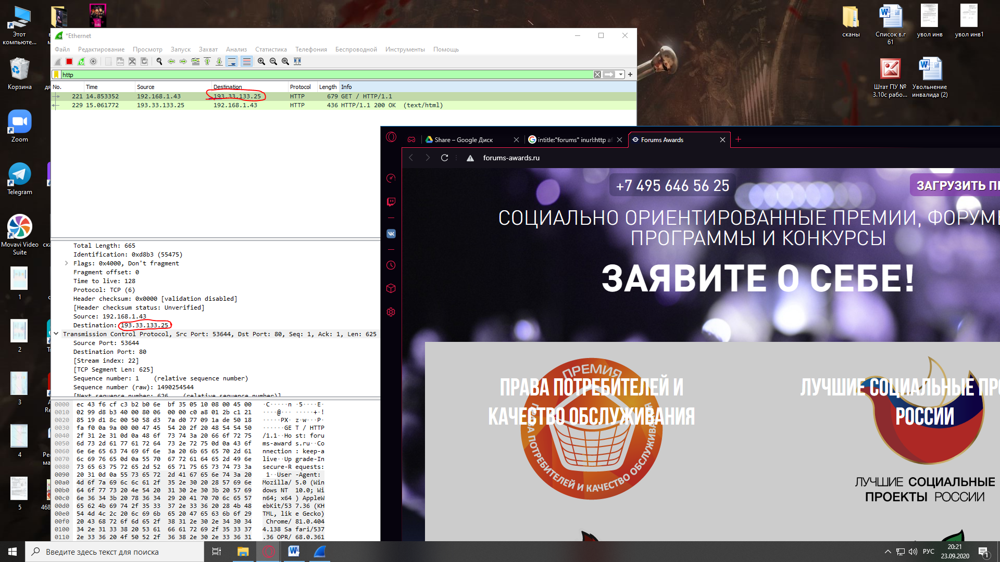 Этот
компьюте...
Корзина
Zoom
Telegram
Movavi Video
Suite
1
2
3
4
5
сканы
Список в.г
61
увол инв
увол инв1
Штат ПУ №
3.10с рабо...
Увольнение
инвалида (2)
*Ethernet
Файл Редактирование Просмотр Запуск Захват Анализ Статистика Телефония Беспроводной Инструменты Помощь
http
No. Time Source Destination Protocol Length Info
221 14.853352 192.168.1.43 193.33.133.25 HTTP 679 GET / HTTP/1.1
229 15.061772 193.33.133.25 192.168.1.43 HTTP 436 HTTP/1.1 200 OK (text/html)
Total Length: 665
Identification: 0xd8b3 (55475)
Flags: 0x4000, Don't fragment
Fragment offset: 0
Time to live: 128
Protocol: TCP (6)
Header checksum: 0x0000 [validation disabled]
[Header checksum status: Unverified]
Source: 192.168.1.43
Destination: 193.33.133.25
Transmission Control Protocol, Src Port: 53644, Dst Port: 80, Seq: 1, Ack: 1, Len: 625
Source Port: 53644
Destination Port: 80
[Stream index: 22]
[TCP Segment Len: 625]
Sequence number: 1 (relative sequence number)
Sequence number (raw): 1490254544
[Next sequence number: 626 (relative sequence number)]
0000 ec 43 f6 cf c3 b2 b0 6e bf 35 05 10 08 00 45 00 ·C·····n ·5····E·
0010 02 99 d8 b3 40 00 80 06 00 00 c0 a8 01 2b c1 21 ····@··· ·····+·!
0020 85 19 d1 8c 00 50 58 d3 7a d0 77 09 1a de 50 18 ·····PX· z·w···P·
0030 fa f0 0a 9a 00 00 47 45 54 20 2f 20 48 54 54 50 ······GE T / HTTP
0040 2f 31 2e 31 0d 0a 48 6f 73 74 3a 20 66 6f 72 75 /1.1··Ho st: foru
0050 6d 73 2d 61 77 61 72 64 73 2e 72 75 0d 0a 43 6f ms-award s.ru··Co
0060 6e 6e 65 63 74 69 6f 6e 3a 20 6b 65 65 70 2d 61 nnection : keep-a
0070 6c 69 76 65 0d 0a 55 70 67 72 61 64 65 2d 49 6e live··Up grade-In
0080 73 65 63 75 72 65 2d 52 65 71 75 65 73 74 73 3a secure-R equests:
0090 20 31 0d 0a 55 73 65 72 2d 41 67 65 6e 74 3a 20 1··User -Agent:
00a0 4d 6f 7a 69 6c 6c 61 2f 35 2e 30 20 28 57 69 6e Mozilla/ 5.0 (Win
00b0 64 6f 77 73 20 4e 54 20 31 30 2e 30 3b 20 57 69 dows NT 10.0; Wi
00c0 6e 36 34 3b 20 78 36 34 29 20 41 70 70 6c 65 57 n64; x64 ) AppleW
00d0 65 62 4b 69 74 2f 35 33 37 2e 33 36 20 28 4b 48 ebKit/53 7.36 (KH
00e0 54 4d 4c 2c 20 6c 69 6b 65 20 47 65 63 6b 6f 29 TML, lik e Gecko)
00f0 20 43 68 72 6f 6d 65 2f 38 31 2e 30 2e 34 30 34 Chrome/ 81.0.404
0100 34 2e 31 33 38 20 53 61 66 61 72 69 2f 35 33 37 4.138 Sa fari/537
0110 2e 33 36 20 4f 50 52 2f 36 38 2e 30 2e 33 36 31 .36 OPR/ 68.0.361
Share – Google Диск
intitle:"forums" inurl:http af
Forums Awards
forums-awards.ru
+7 495 646 56 25
ЗАГРУЗИТЬ
СОЦИАЛЬНО ОРИЕНТИРОВАННЫЕ ПРЕМИИ, ФОРУМЫ
ПРОГРАММЫ И КОНКУРСЫ
ЗАЯВИТЕ О СЕБЕ!
ПРЕМИЯ
ПРАВА ПОТРЕБИТЕЛЕЙ И
КАЧЕСТВО ОБСЛУЖИВАНИЯ
ПРАВА ПОТРЕБИТЕЛЕЙ И КАЧЕСТВО ОБСЛУЖИВАНИЯ
ЛУЧШИЕ СОЦИАЛЬНЫЕ ПРО
РОССИИ
ЛУЧШИЕ СОЦИАЛЬНЫЕ
ПРОЕКТЫ РОССИИ
Введите здесь текст для поиска
РУС
20:21
23.09.2020
1